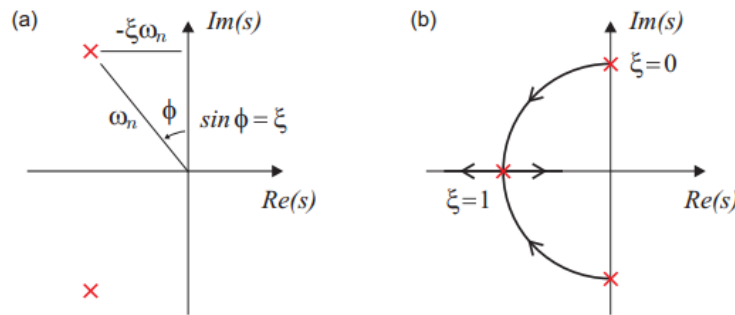 (a)
Im(s)
-ξωn
ωn
ϕ
sin ϕ = ξ
Re(s)
(b)
Im(s)
ξ=0
ξ=1
Re(s)